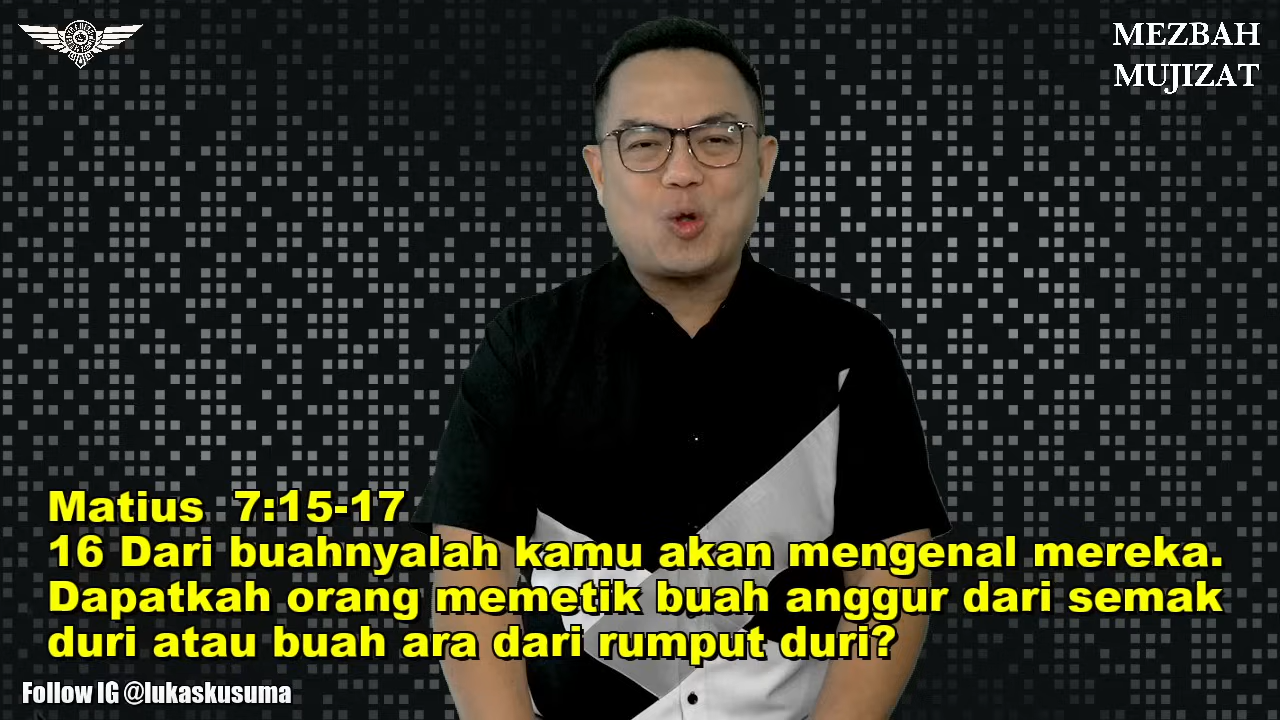 MEZBAH
MUJIZAT
Matius 7:15-17
16 Dari buahnyalah kamu akan mengenal mereka.
Dapatkah orang memetik buah anggur dari semak
duri atau buah ara dari rumput duri?
Follow IG @lukaskusuma